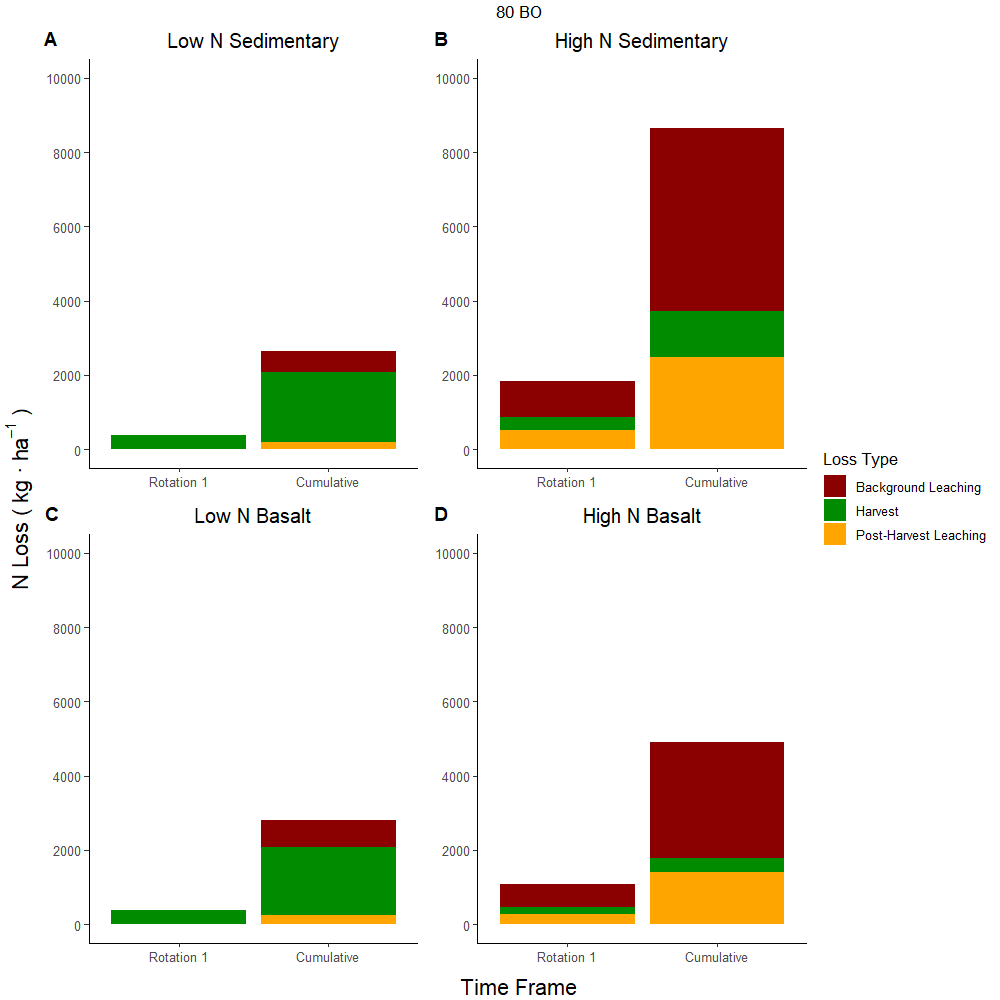 80 BO
A Low N Sedimentary
B High N Sedimentary
10000
8000
6000
4000
2000
0
Rotation 1 Cumulative
10000
8000
6000
4000
2000
0
Rotation 1 Cumulative
N Loss ( kg · ha⁻¹ )
C Low N Basalt
D High N Basalt
10000
8000
6000
4000
2000
0
Rotation 1 Cumulative
10000
8000
6000
4000
2000
0
Rotation 1 Cumulative
Time Frame
Loss Type
Background Leaching
Harvest
Post-Harvest Leaching